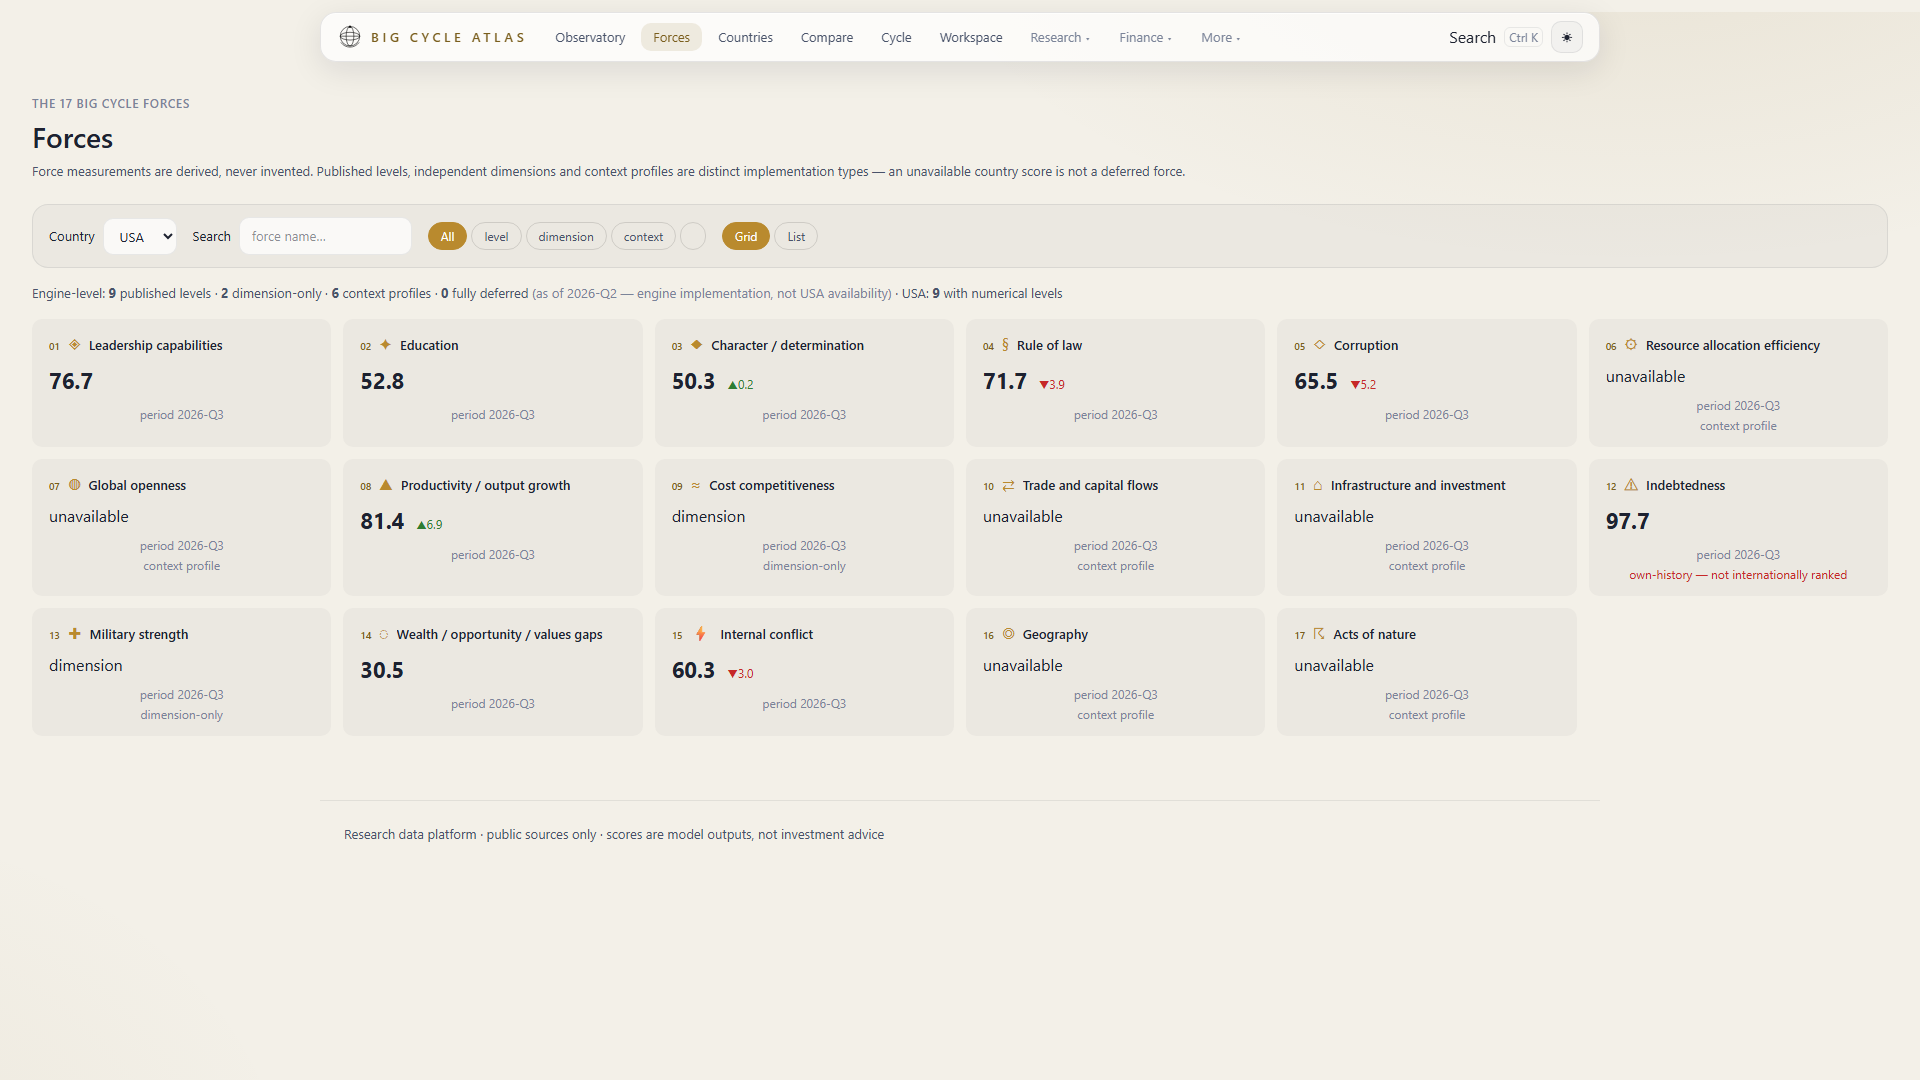 BIG CYCLE ATLAS Observatory Forces Countries Compare Cycle Workspace Research Finance More Search Ctrl K
THE 17 BIG CYCLE FORCES
Forces
Force measurements are derived, never invented. Published levels, independent dimensions and context profiles are distinct implementation types — an unavailable country score is not a deferred force.
Country USA Search force name... All level dimension context Grid List
Engine-level: 9 published levels · 2 dimension-only · 6 context profiles · 0 fully deferred (as of 2026-Q2 — engine implementation, not USA availability) · USA: 9 with numerical levels
01 Leadership capabilities
76.7
period 2026-Q3
02 Education
52.8
period 2026-Q3
03 Character / determination
50.3 ▲0.2
period 2026-Q3
04 § Rule of law
71.7 ▼3.9
period 2026-Q3
05 Corruption
65.5 ▼5.2
period 2026-Q3
06 Resource allocation efficiency
unavailable
period 2026-Q3
context profile
07 Global openness
unavailable
period 2026-Q3
context profile
08 Productivity / output growth
81.4 ▲6.9
period 2026-Q3
09 ≈ Cost competitiveness
dimension
period 2026-Q3
dimension-only
10 Trade and capital flows
unavailable
period 2026-Q3
context profile
11 Infrastructure and investment
unavailable
period 2026-Q3
context profile
12 Indebtedness
97.7
period 2026-Q3
own-history — not internationally ranked
13 Military strength
dimension
period 2026-Q3
dimension-only
14 Wealth / opportunity / values gaps
30.5
period 2026-Q3
15 Internal conflict
60.3 ▼3.0
period 2026-Q3
16 Geography
unavailable
period 2026-Q3
context profile
17 Acts of nature
unavailable
period 2026-Q3
context profile
Research data platform · public sources only · scores are model outputs, not investment advice